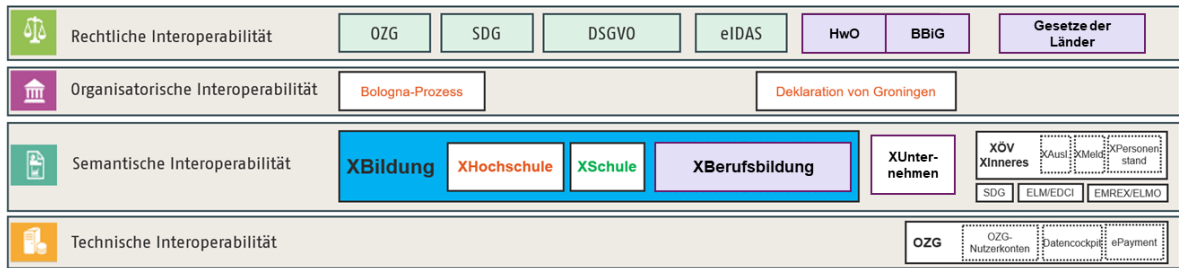 Rechtliche Interoperabilität
OZG
SDG
DSGVO
eIDAS
HwO
BBiG
Gesetze der
Länder
Organisatorische Interoperabilität
Bologna-Prozess
Deklaration von Groningen
Semantische Interoperabilität
XBildung
XHochschule
XSchule
XBerufsbildung
XUnter-
nehmen
XÖV
XInneres
XAusl
XMeld
XPersonen
stand
SDG
ELM/EDCI
EMREX/ELMO
Technische Interoperabilität
OZG
OZG-
Nutzerkonten
Datencockpit
ePayment